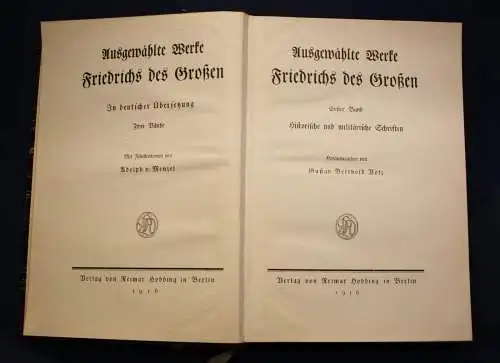 Ausgewählte Werke
Friedrichs des Großen
In deutscher Übersetzung
Zwei Bände
Mit Illustrationen von
Adolph v. Menzel
Verlag von Reimar Hobbing in Berlin
1916
Ausgewählte Werke
Friedrichs des Großen
Erster Band
Historische und militärische Schriften
Herausgegeben von
Gustav Berthold Volz
Verlag von Reimar Hobbing in Berlin
1916